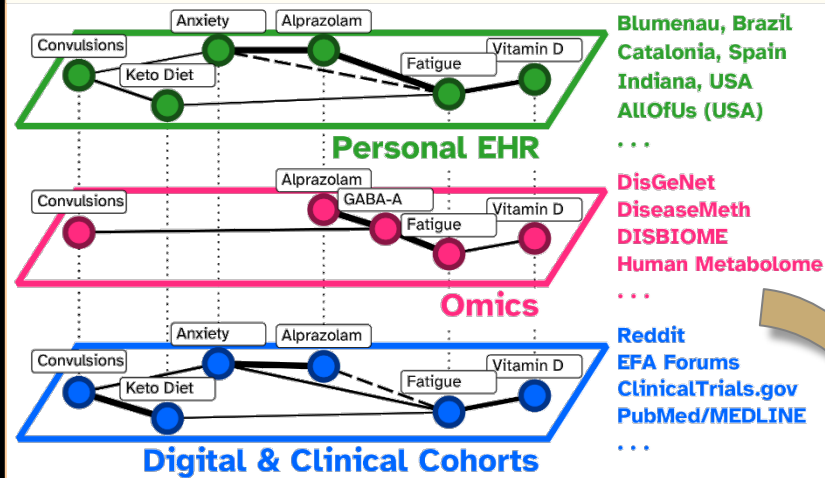 Anxiety
Alprazolam
Convulsions
Keto Diet
Fatigue
Vitamin D
Personal EHR
Blumenau, Brazil
Catalonia, Spain
Indiana, USA
AllOfUs (USA)
. . .
Alprazolam
Convulsions
GABA-A
Fatigue
Vitamin D
Omics
DisGeNet
DiseaseMeth
DISBIOME
Human Metabolome
. . .
Anxiety
Alprazolam
Convulsions
Keto Diet
Fatigue
Vitamin D
Digital & Clinical Cohorts
Reddit
EFA Forums
ClinicalTrials.gov
PubMed/MEDLINE
. . .